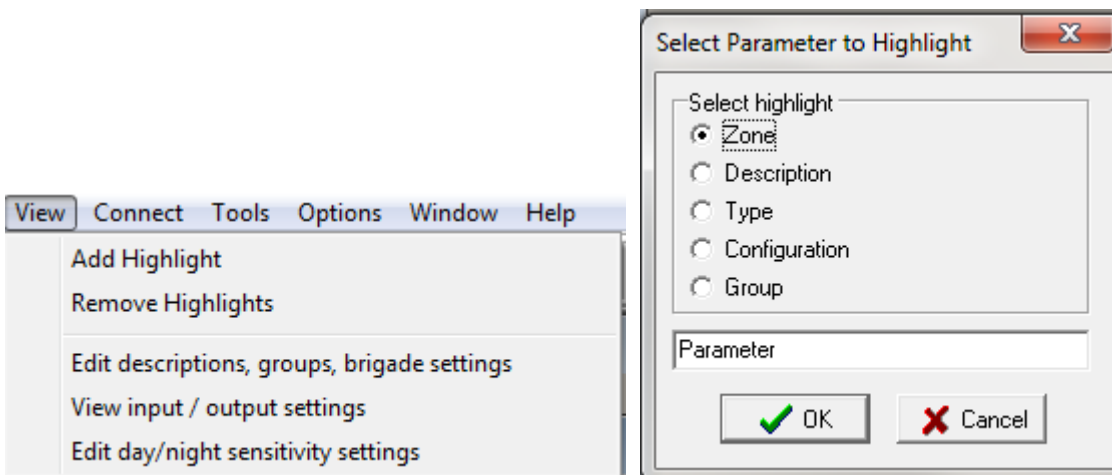 View Connect Tools Options Window Help
Add Highlight
Remove Highlights
Edit descriptions, groups, brigade settings
View input / output settings
Edit day/night sensitivity settings
Select Parameter to Highlight
Select highlight
Zone
Description
Type
Configuration
Group
Parameter
OK Cancel